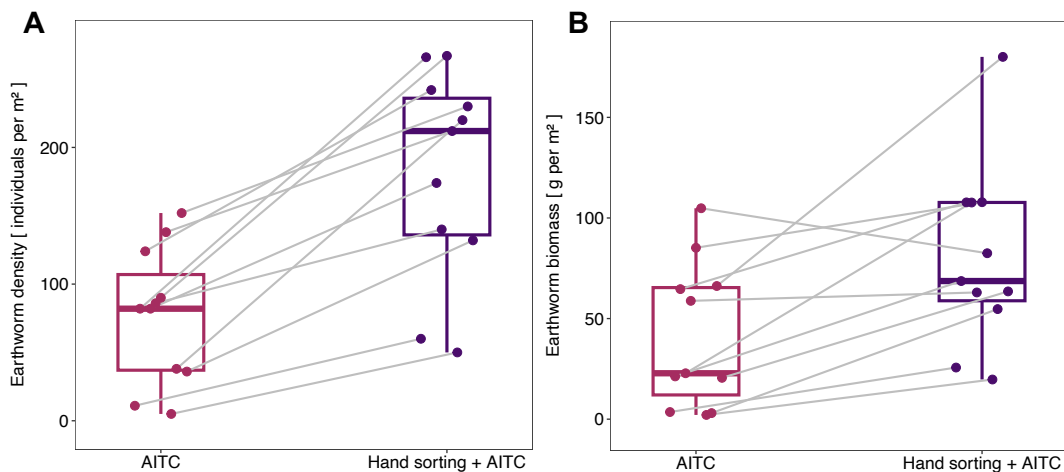 A
Earthworm density [ individuals per m² ]
200
100
0
AITC
Hand sorting + AITC
B
Earthworm biomass [ g per m² ]
150
100
50
0
AITC
Hand sorting + AITC